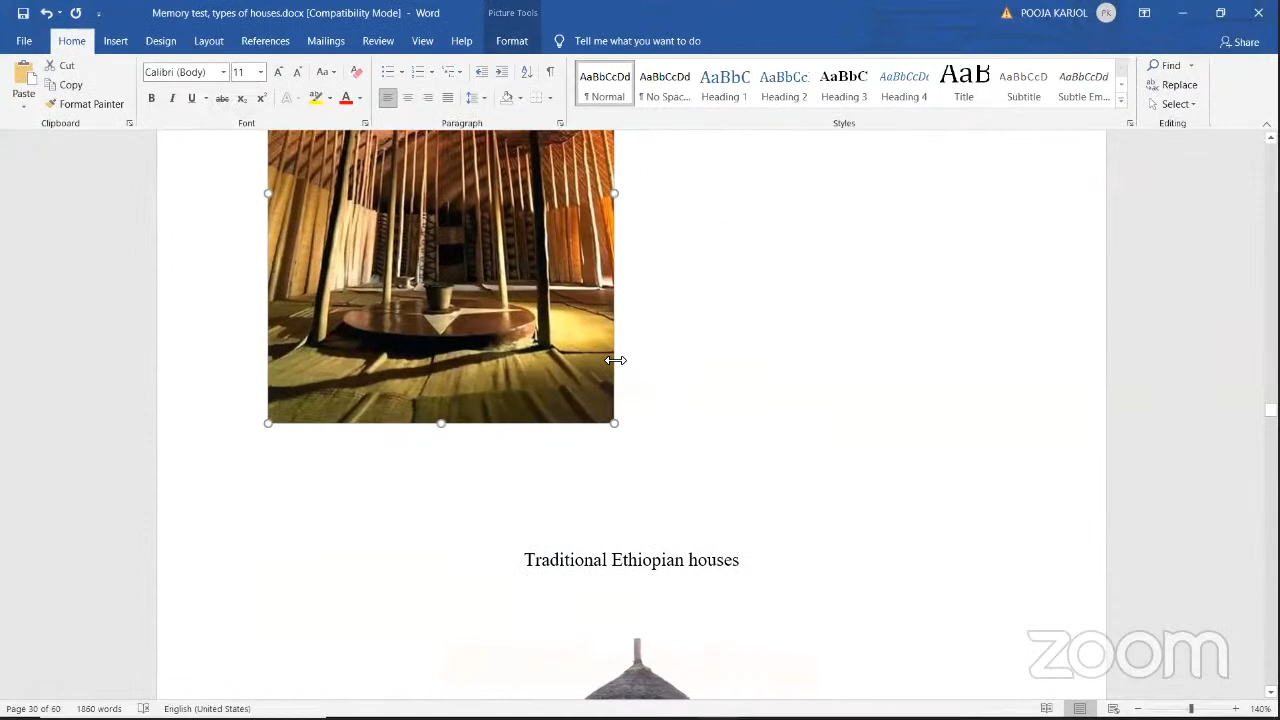 Memory test, types of houses.docx [Compatibility Mode] - Word
Picture Tools
POOJA KARJOL PK
File Home Insert Design Layout References Mailings Review View Help Format Tell me what you want to do Share
Paste
Cut
Copy
Format Painter
Clipboard
Calibri (Body) 11
Font
Paragraph
AaBbCcDd
¶ Normal
AaBbCcDd
¶ No Spac...
AaBbC
Heading 1
AaBbCc
Heading 2
AaBbC
Heading 3
AaBbCcDc
Heading 4
AaB
Title
AaBbCcD
Subtitle
AaBbCcDd
Subtle Em...
Styles
Find
Replace
Select
Editing
Traditional Ethiopian houses
zoom
Page 30 of 60 1860 words English (United States) 140%